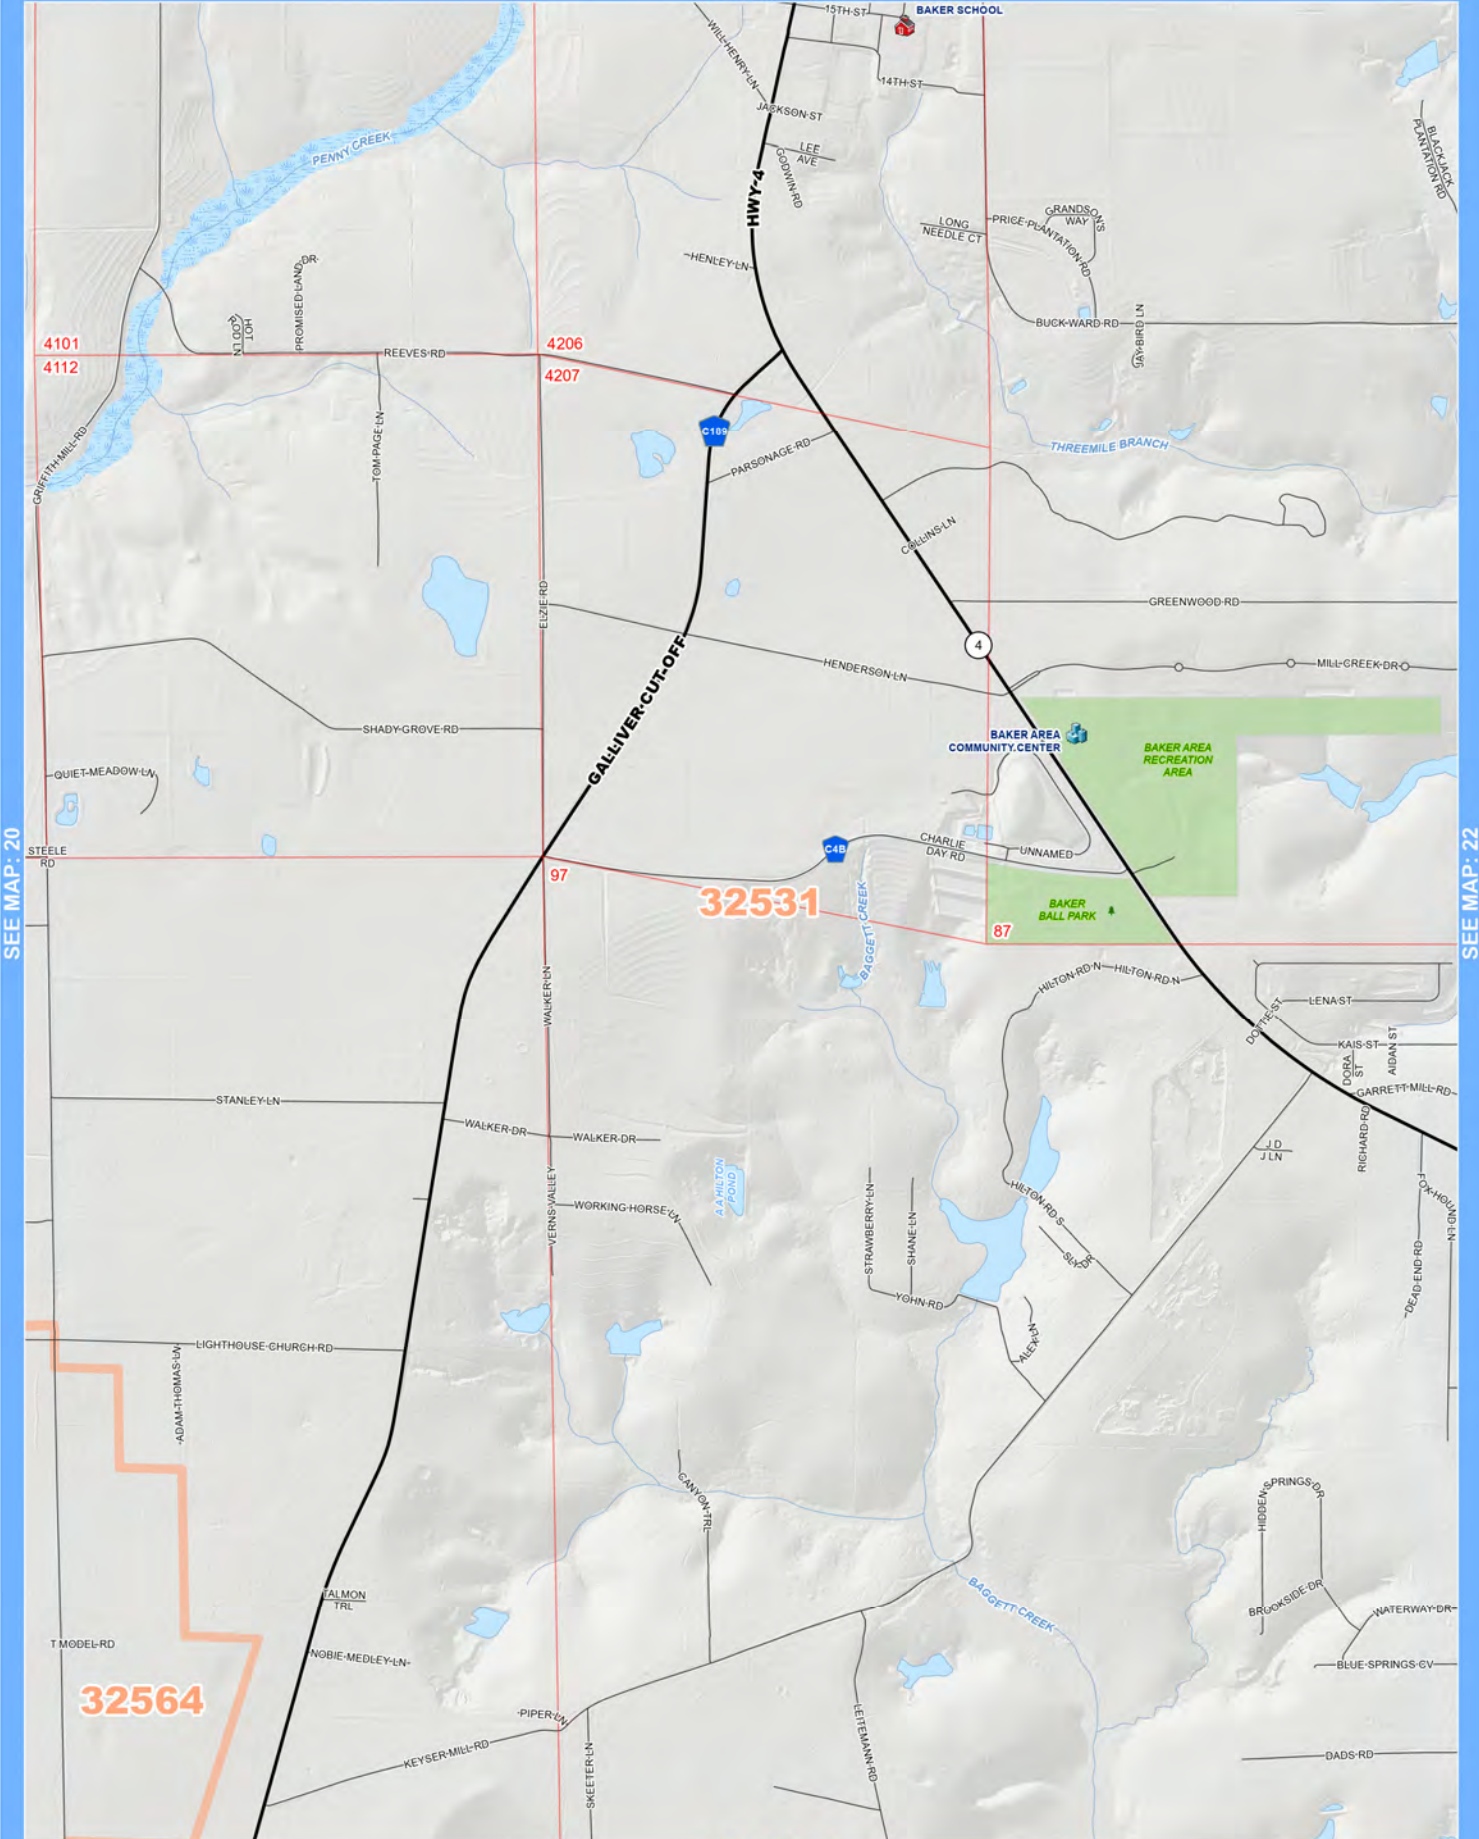 15TH ST
BAKER SCHOOL
WILL HENRY LN
14TH ST
JACKSON ST
PENNY CREEK
LEE
AVE
GODWIN RD
BLACKJACK
PLANTATION RD
HWY 4
LONG
NEEDLE CT
GRANDSON'S
WAY
PRICE PLANTATION RD
HENLEY LN
PROMISED LAND DR
HOT
ROD LN
BUCK WARD RD
JAY BIRD LN
4101
4206
REEVES RD
4112
4207
C189
GRIFFITH MILL RD
TOM PAGE LN
PARSONAGE RD
THREEMILE BRANCH
COLLINS LN
ELZIE RD
GREENWOOD RD
4
HENDERSON LN
MILL CREEK DR
GALLIVER CUT-OFF
SHADY GROVE RD
BAKER AREA
COMMUNITY CENTER
BAKER AREA
RECREATION
AREA
QUIET MEADOW LN
STEELE
RD
C4B
CHARLIE
DAY RD
UNNAMED
SEE MAP: 20
SEE MAP: 22
97
32531
BAKER
BALL PARK
BAGGETT CREEK
87
HILTON RD N
HILTON RD N
WALKER LN
LENA ST
DOTTIE ST
KAIS ST
AIDAN ST
DORA
ST
GARRETT MILL RD
STANLEY LN
WALKER DR
WALKER DR
RICHARD RD
J D
J LN
A A HILTON
POND
VERNS VALLEY
WORKING HORSE LN
STRAWBERRY LN
SHANE LN
HILTON RD S
SLY DR
FOX HOUND LN
DEAD END RD
YOHN RD
ALEX LN
LIGHTHOUSE CHURCH RD
ADAM THOMAS LN
CANYON TRL
HIDDEN SPRINGS DR
BROOKSIDE DR
WATERWAY DR
BLUE SPRINGS CV
BAGGETT CREEK
TALMON
TRL
T MODEL RD
NOBIE MEDLEY LN
32564
PIPER LN
KEYSER MILL RD
SKEETER LN
LEITEMANN RD
DADS RD